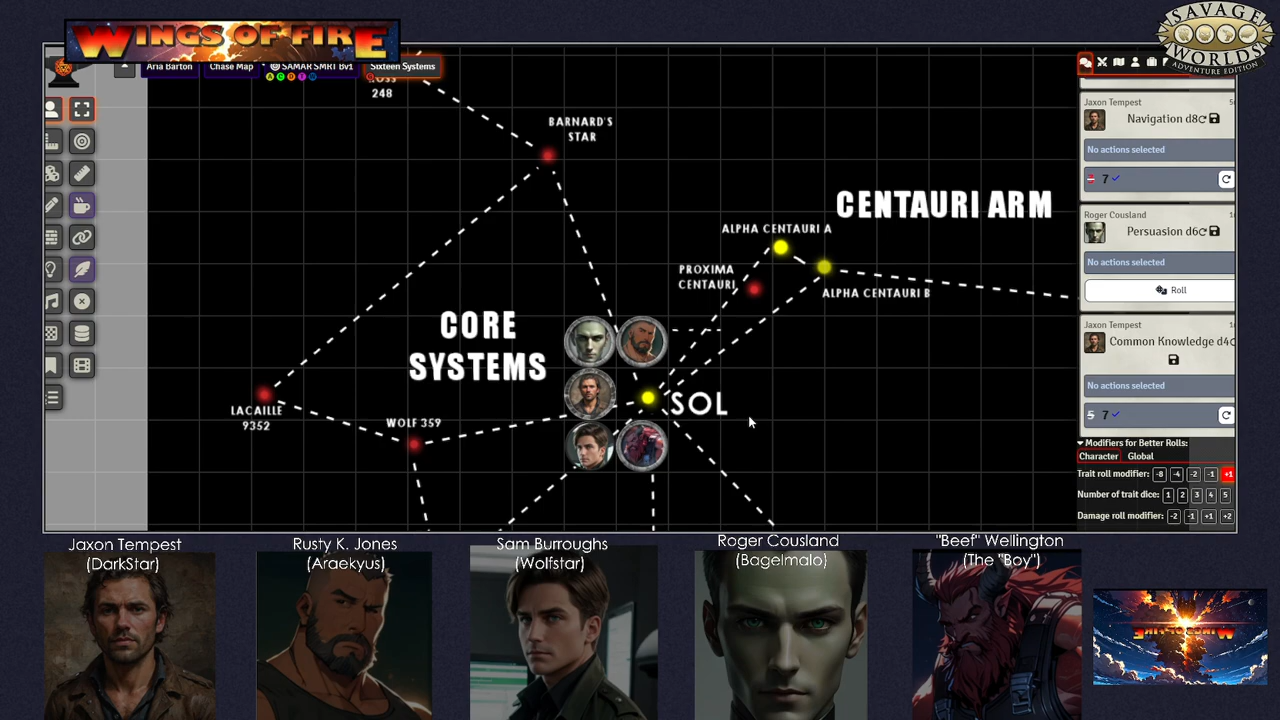 WINGS OF FIRE
SAVAGE
WORLDS
ADVENTURE EDITION
Aria Barton
Chase Map
SAMAR SMRT Bv1
Sixteen Systems
A C D T M
ROSS
248
BARNARD'S
STAR
CENTAURI ARM
ALPHA CENTAURI A
PROXIMA
CENTAURI
ALPHA CENTAURI B
CORE
SYSTEMS
SOL
LACAILLE
9352
WOLF 359
Jaxon Tempest
Navigation d8
No actions selected
7
Roger Cousland
Persuasion d6
No actions selected
Roll
Jaxon Tempest
Common Knowledge d4
No actions selected
5 7
Modifiers for Better Rolls:
Character Global
Trait roll modifier: -8 -4 -2 -1 +1
Number of trait dice: 1 2 3 4 5
Damage roll modifier: -2 -1 +1 +2
Jaxon Tempest
(DarkStar)
Rusty K. Jones
(Araekyus)
Sam Burroughs
(Wolfstar)
Roger Cousland
(Bagelmalo)
"Beef" Wellington
(The "Boy")
WINGS OF FIRE